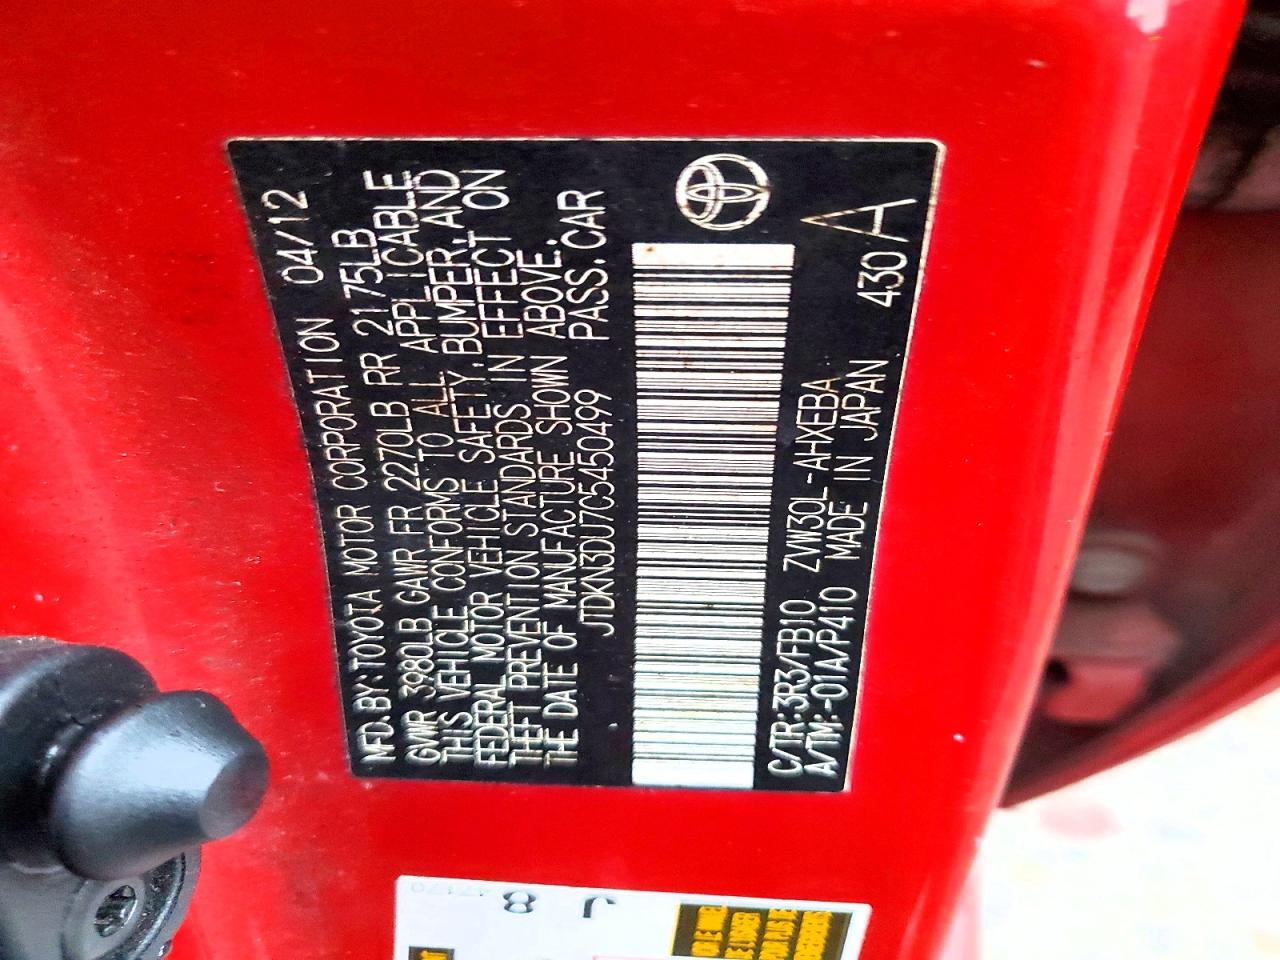 MFD.BY:TOYOTA MOTOR CORPORATION 04/12
GVWR 3980LB GAWR FR 2270LB RR 2175LB
THIS VEHICLE CONFORMS TO ALL APPLICABLE
FEDERAL MOTOR VEHICLE SAFETY,BUMPER,AND
THEFT PREVENTION STANDARDS IN EFFECT ON
THE DATE OF MANUFACTURE SHOWN ABOVE.
JTDKN3DU7C5450499 PASS.CAR
C/TR:3R3/FB10 ZVW30L-AHXEBA 430 A
A/TM:-01A/P410 MADE IN JAPAN
J 8